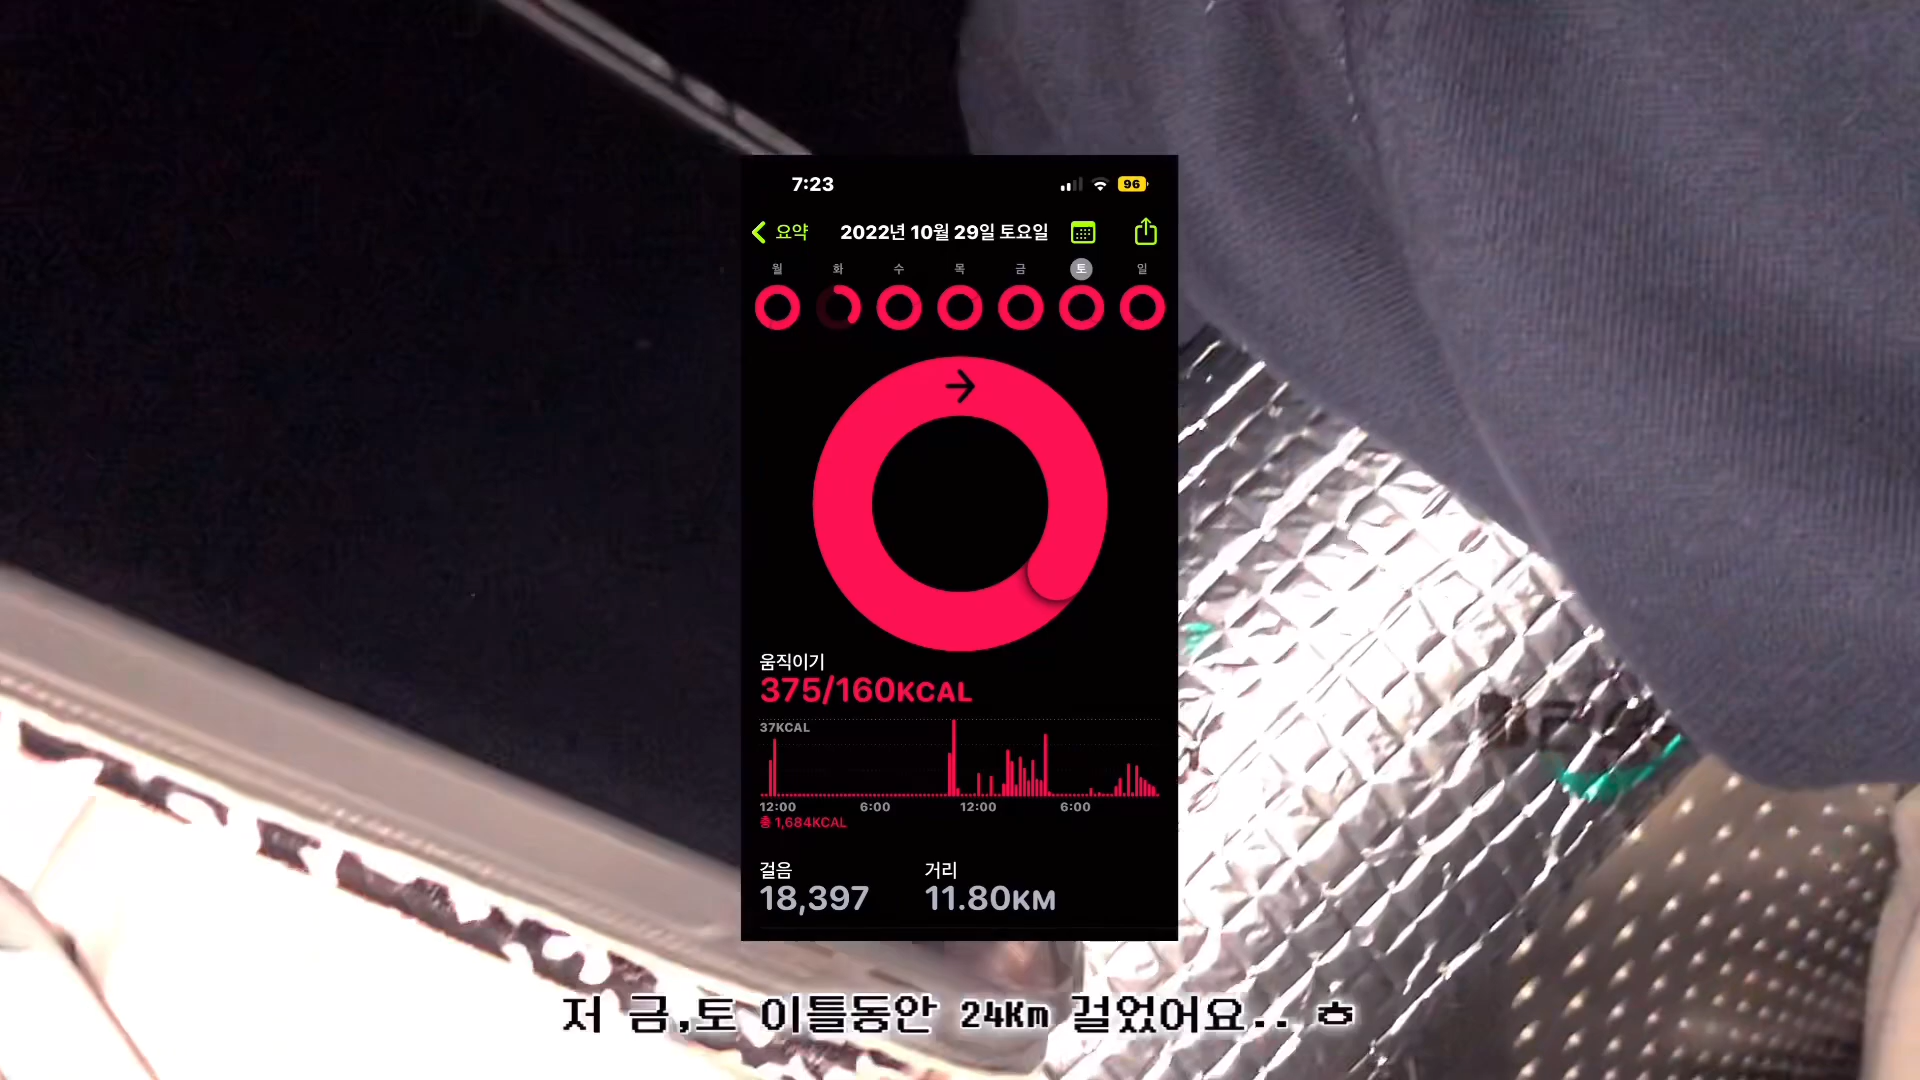 7:23
96
요약
2022년 10월 29일 토요일
월 화 수 목 금 토 일
움직이기
375/160KCAL
37KCAL
12:00 6:00 12:00 6:00
총 1,684KCAL
걸음 거리
18,397 11.80KM
저 금,토 이틀동안 24Km 걸었어요.. ㅎ